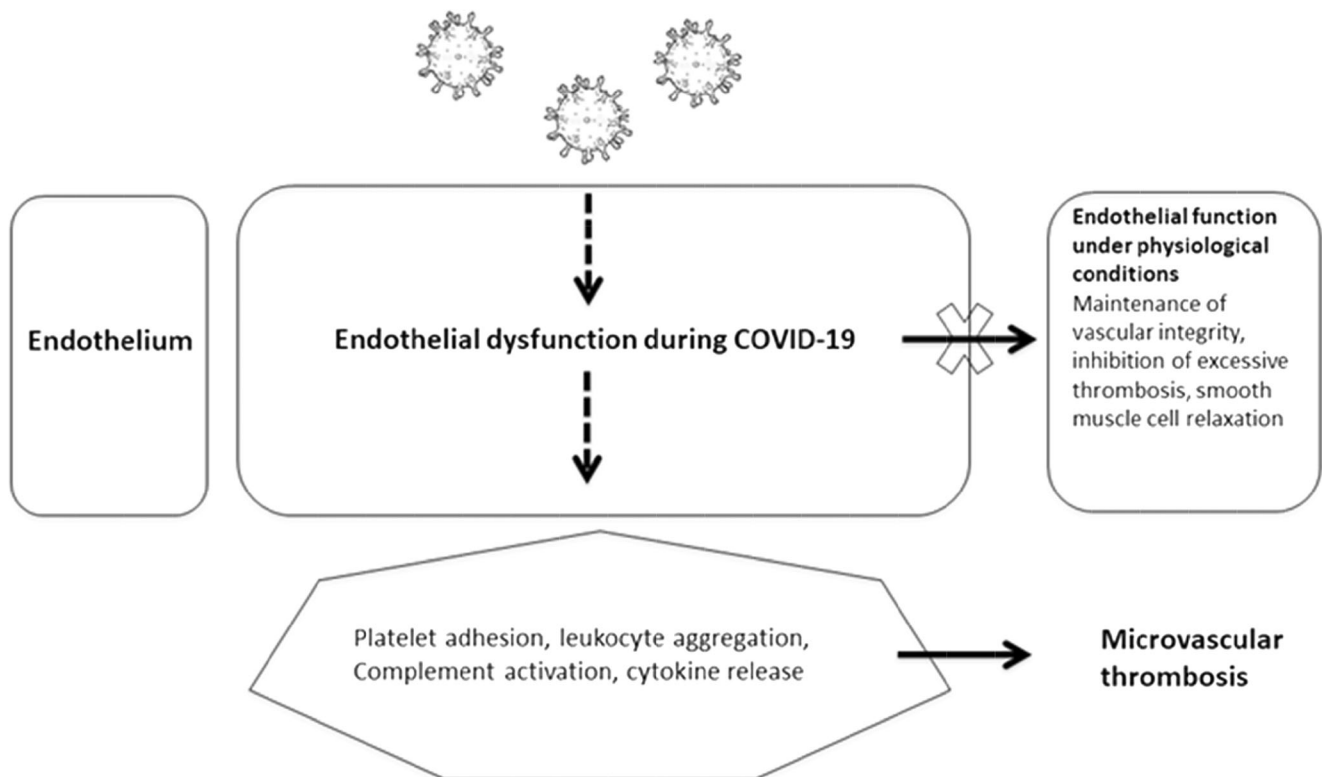 Endothelium
Endothelial dysfunction during COVID-19
Endothelial function
under physiological
conditions
Maintenance of
vascular integrity,
inhibition of excessive
thrombosis, smooth
muscle cell relaxation
Platelet adhesion, leukocyte aggregation,
Complement activation, cytokine release
Microvascular
thrombosis